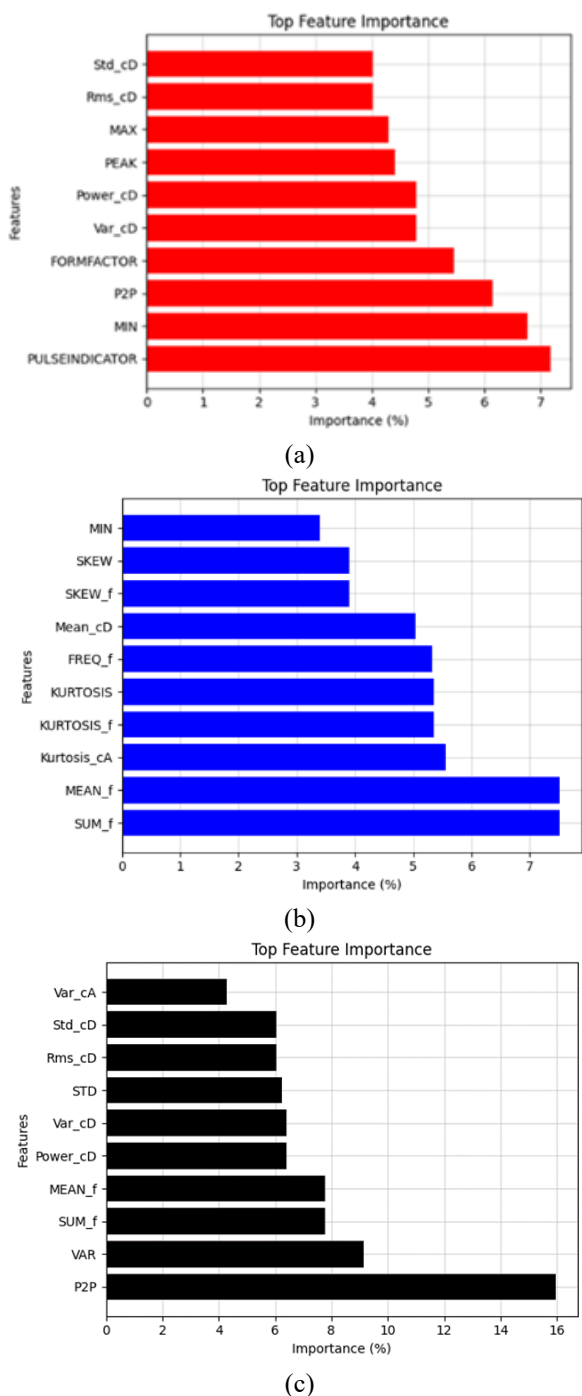 Top Feature Importance
Std_cD
Rms_cD
MAX
PEAK
Power_cD
Var_cD
FORMFACTOR
P2P
MIN
PULSEINDICATOR
Features
0 1 2 3 4 5 6 7
Importance (%)
(a)
Top Feature Importance
MIN
SKEW
SKEW_f
Mean_cD
FREQ_f
KURTOSIS
KURTOSIS_f
Kurtosis_cA
MEAN_f
SUM_f
Features
0 1 2 3 4 5 6 7
Importance (%)
(b)
Top Feature Importance
Var_cA
Std_cD
Rms_cD
STD
Var_cD
Power_cD
MEAN_f
SUM_f
VAR
P2P
Features
0 2 4 6 8 10 12 14 16
Importance (%)
(c)